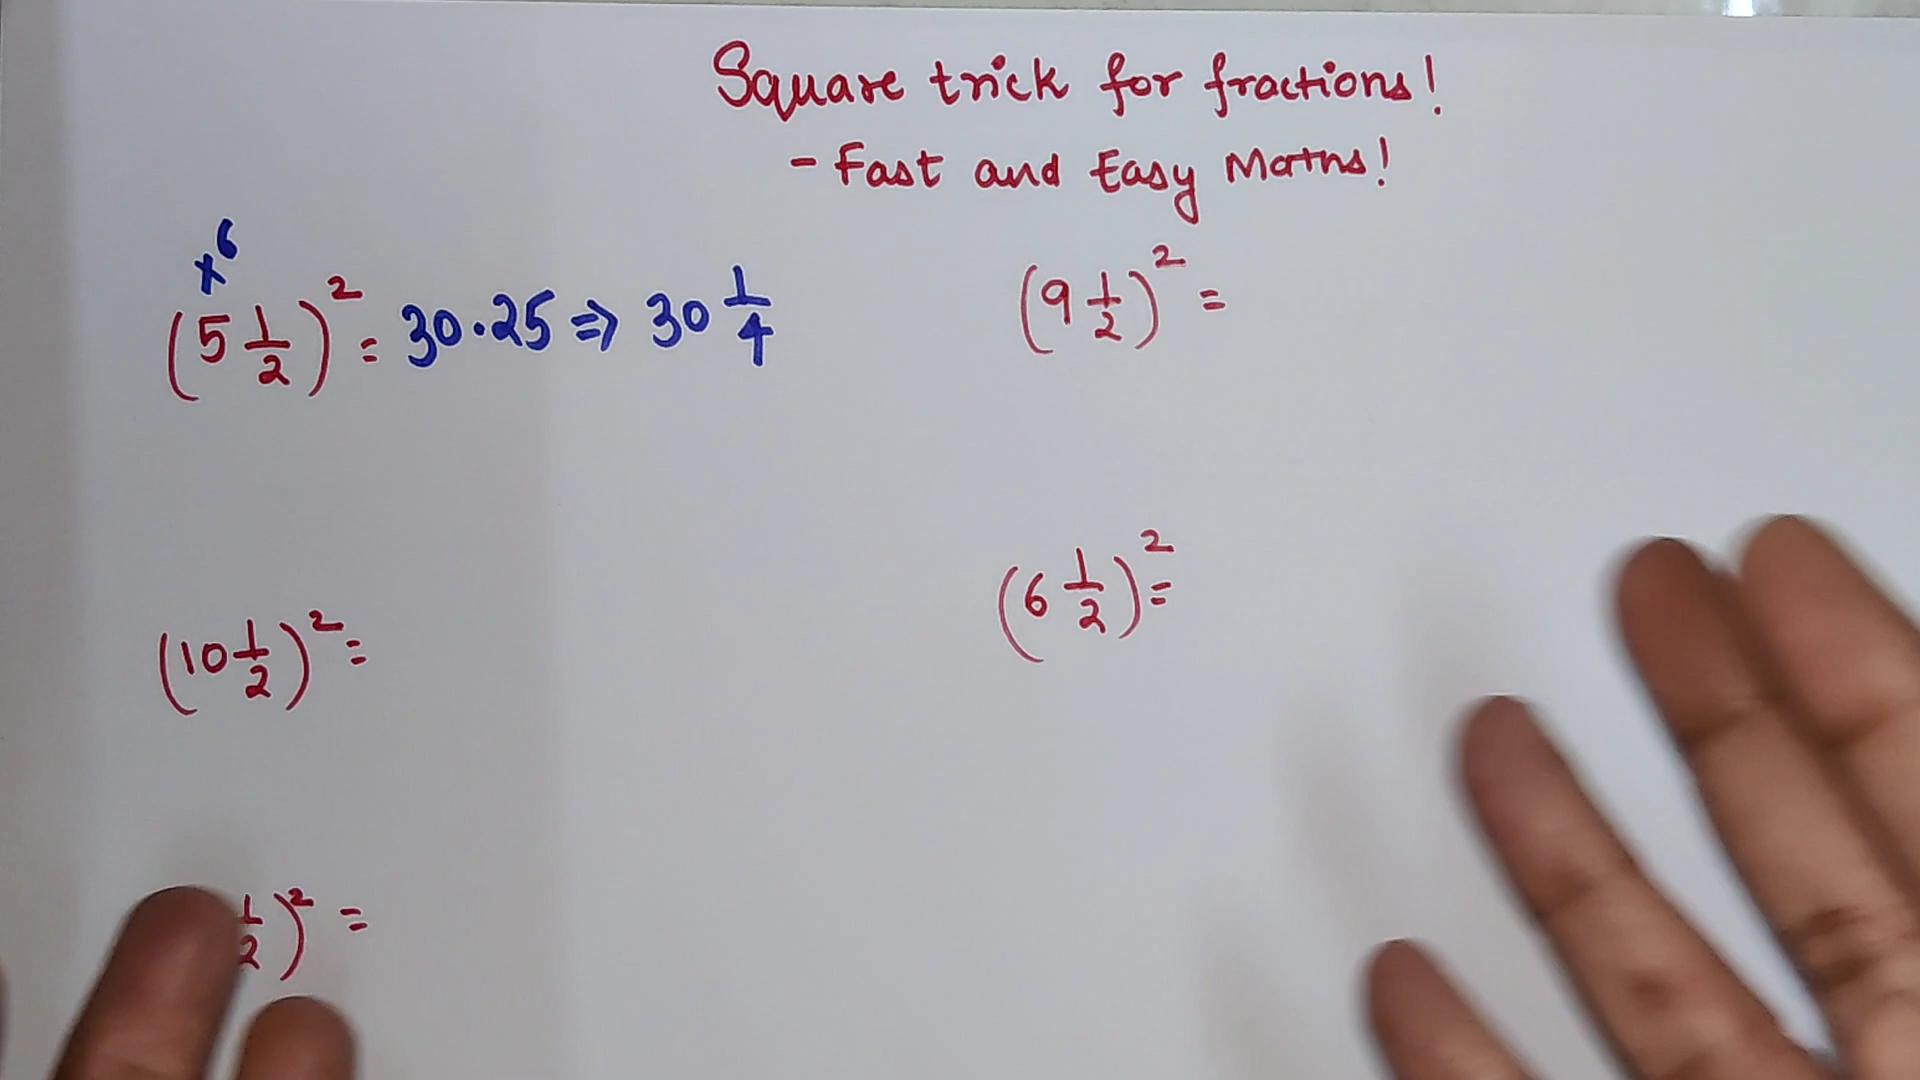 Square trick for fractions!
- Fast and Easy Maths!
x6
(5 1/2)² = 30.25 ⇒ 30 1/4
(9 1/2)² =
(10 1/2)² =
(6 1/2)² =
1/2)² =